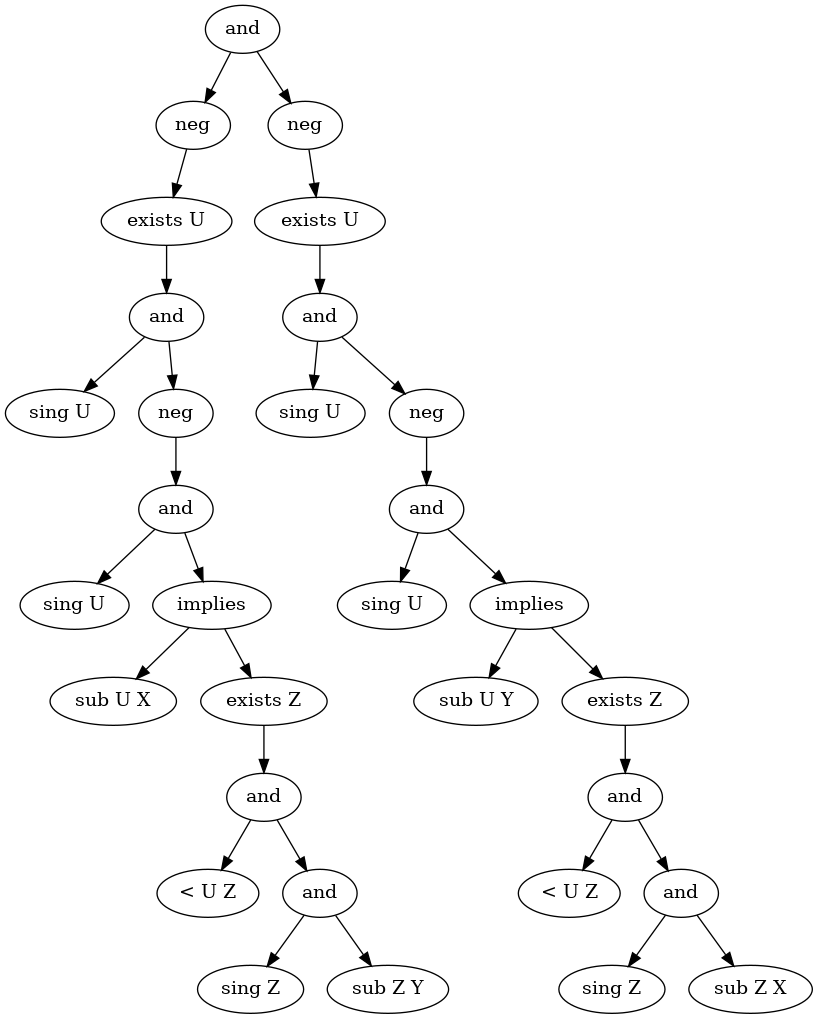 and
neg
neg
exists U
exists U
and
and
sing U
neg
sing U
neg
and
and
sing U
implies
sing U
implies
sub U X
exists Z
sub U Y
exists Z
and
and
< U Z
and
< U Z
and
sing Z
sub Z Y
sing Z
sub Z X